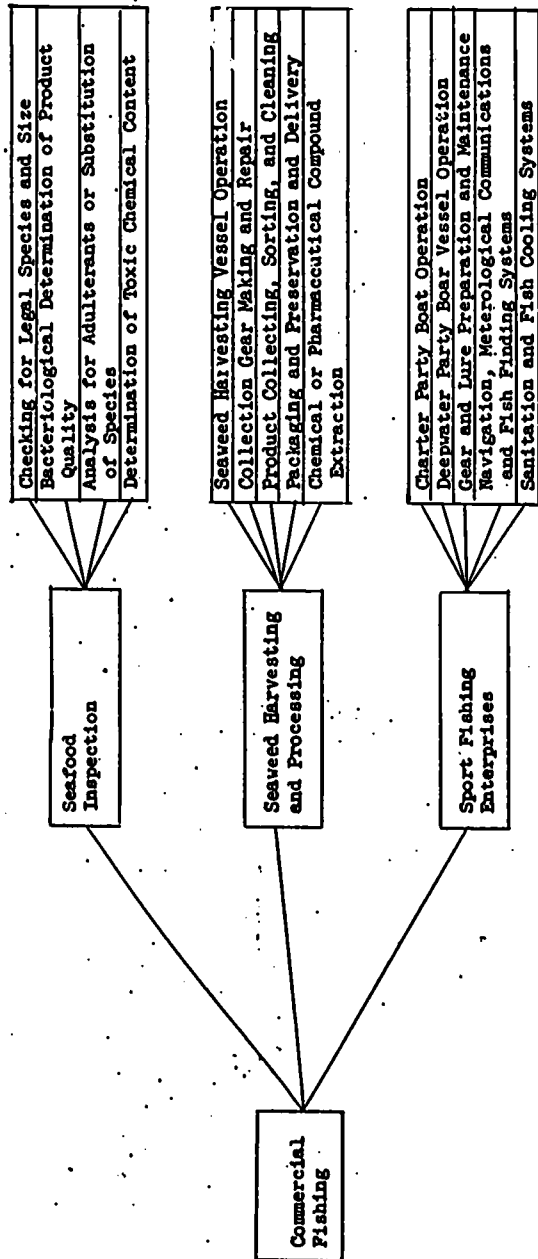 Commercial
Fishing
Seafood
Inspection
Checking for Legal Species and Size
Bacteriological Determination of Product
Quality
Analysis for Adulterants or Substitution
of Species
Determination of Toxic Chemical Content
Seaweed Harvesting
and Processing
Seaweed Harvesting Vessel Operation
Collection Gear Making and Repair
Product Collecting, Sorting, and Cleaning
Packaging and Preservation and Delivery
Chemical or Pharmaccutical Compound
Extraction
Sport Fishing
Enterprises
Charter Party Boat Operation
Deepwater Party Boar Vessel Operation
Gear and Lure Preparation and Maintenance
Navigation, Meterological Communications
and Fish Finding Systems
Sanitation and Fish Cooling Systems